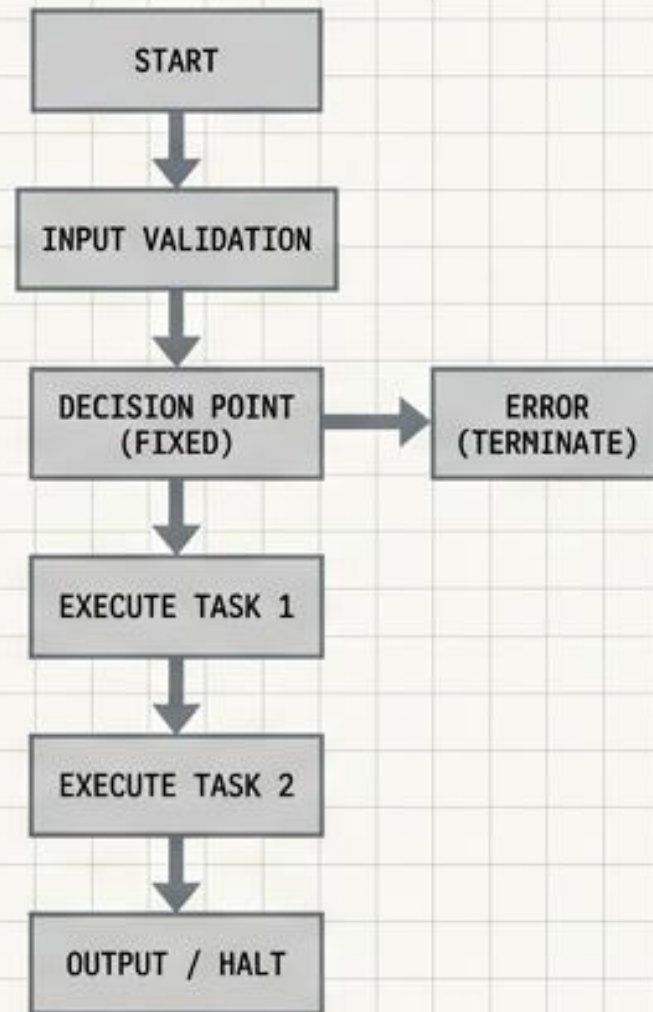 START
INPUT VALIDATION
DECISION POINT
(FIXED)
ERROR
(TERMINATE)
EXECUTE TASK 1
EXECUTE TASK 2
OUTPUT / HALT